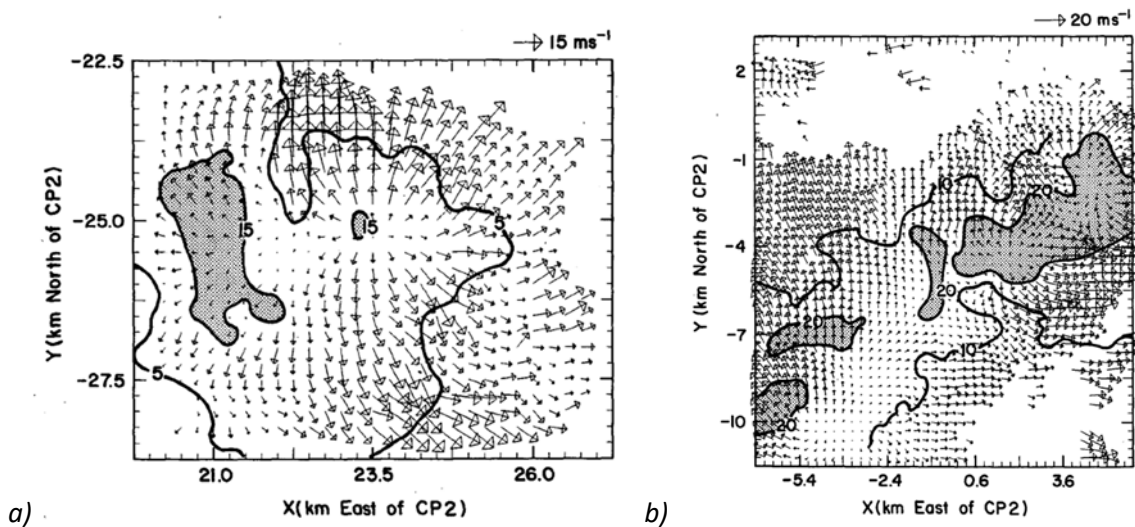 15 ms⁻¹
-22.5
-25.0
-27.5
Y(km North of CP2)
15
15
5
5
21.0 23.5 26.0
X(km East of CP2)
a)
20 ms⁻¹
2
-1
-4
-7
-10
Y(km North of CP2)
10
20
20
20
10
20
-5.4 -2.4 0.6 3.6
X(km East of CP2)
b)